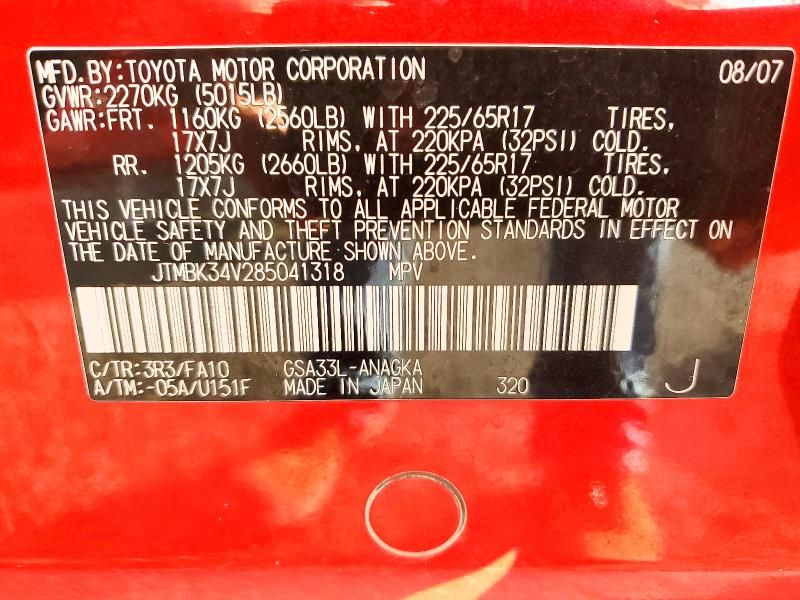 MFD.BY:TOYOTA MOTOR CORPORATION 08/07
GVWR:2270KG (5015LB)
GAWR:FRT. 1160KG (2560LB) WITH 225/65R17 TIRES,
17X7J RIMS, AT 220KPA (32PSI) COLD.
RR. 1205KG (2660LB) WITH 225/65R17 TIRES,
17X7J RIMS, AT 220KPA (32PSI) COLD.
THIS VEHICLE CONFORMS TO ALL APPLICABLE FEDERAL MOTOR
VEHICLE SAFETY AND THEFT PREVENTION STANDARDS IN EFFECT ON
THE DATE OF MANUFACTURE SHOWN ABOVE.
JTMBK34V285041318 MPV
C/TR:3R3/FA10 GSA33L-ANAGKA
A/TM:-05A/U151F MADE IN JAPAN 320 J